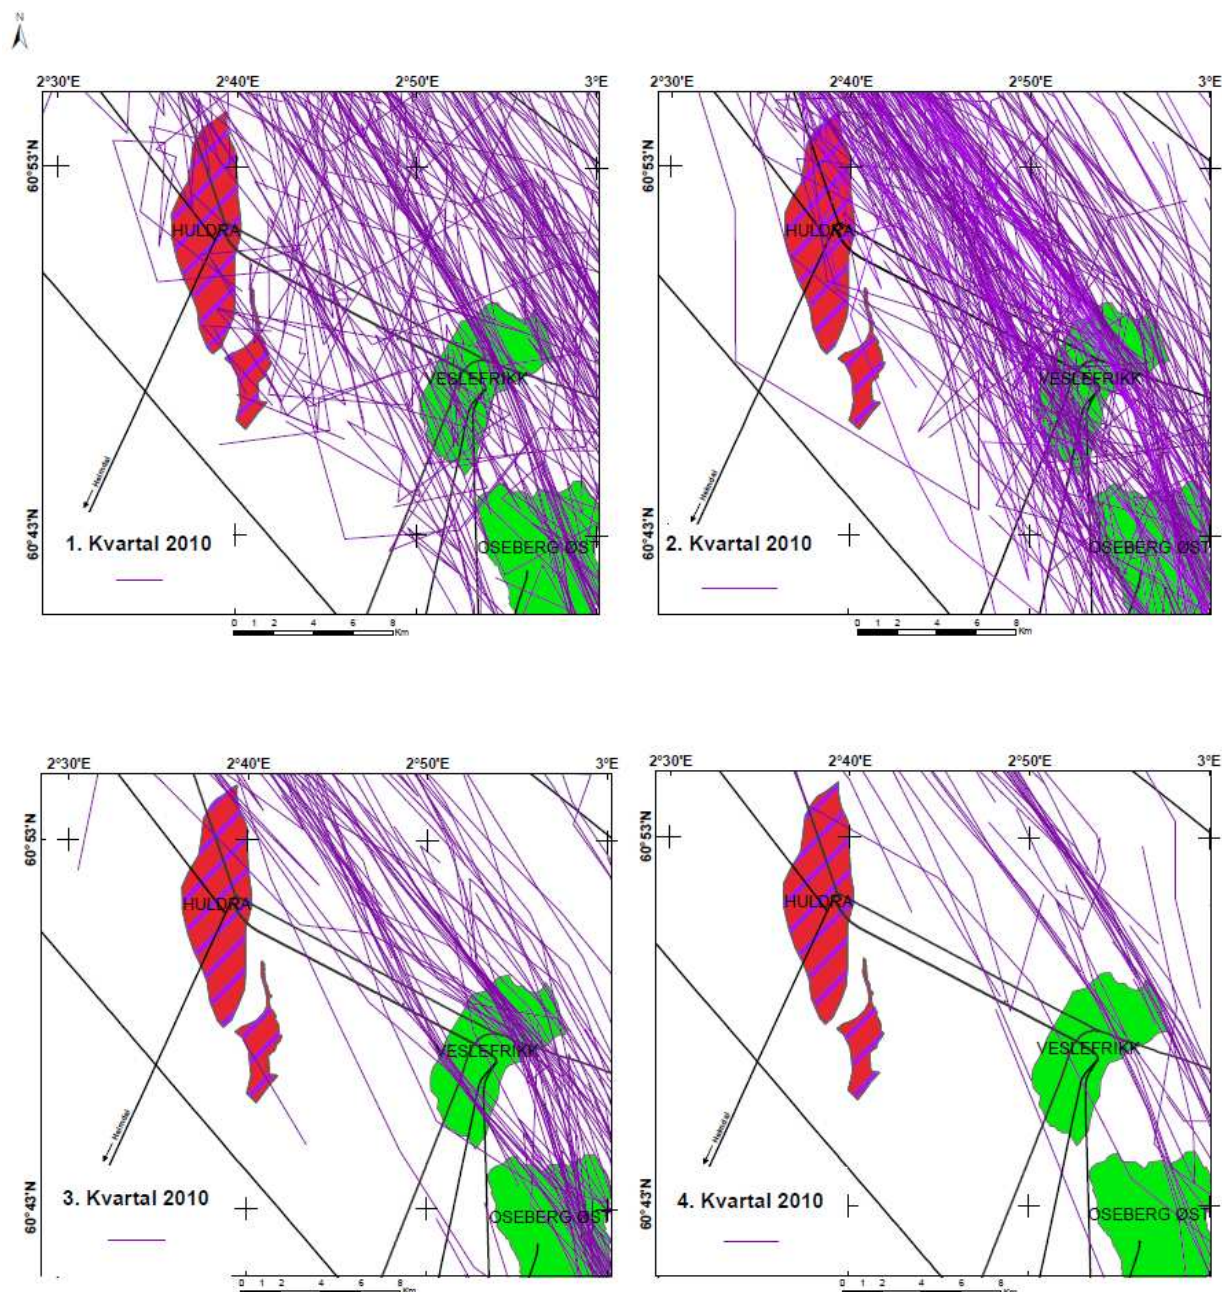 N
2°30'E 2°40'E 2°50'E 3°E
60°53'N
HULDRA
VESLEFRIKK
Heimdal
60°43'N
OSEBERG ØST
1. Kvartal 2010
0 1 2 4 6 8
Km
2°30'E 2°40'E 2°50'E 3°E
60°53'N
HULDRA
VESLEFRIKK
Heimdal
60°43'N
OSEBERG ØST
2. Kvartal 2010
0 1 2 4 6 8
Km
2°30'E 2°40'E 2°50'E 3°E
60°53'N
HULDRA
VESLEFRIKK
Heimdal
60°43'N
3. Kvartal 2010
OSEBERG ØST
0 1 2 4 6 8
Km
2°30'E 2°40'E 2°50'E 3°E
60°53'N
HULDRA
VESLEFRIKK
Heimdal
60°43'N
4. Kvartal 2010
OSEBERG ØST
0 1 2 4 6 8
Km